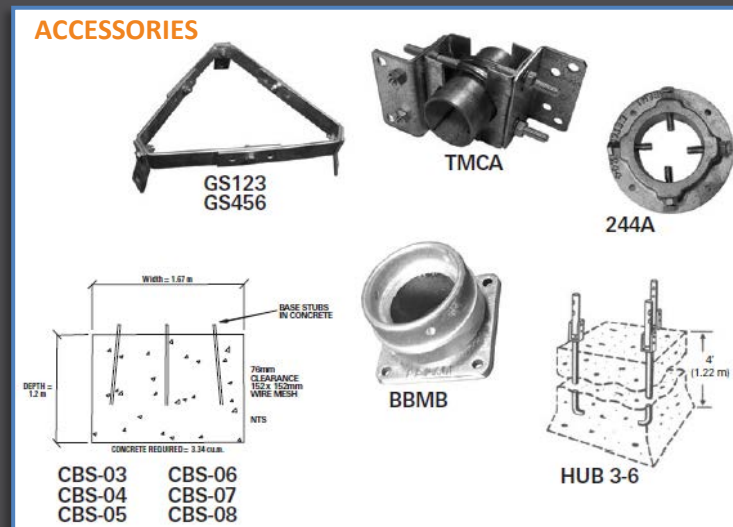 ACCESSORIES
GS123
GS456
TMCA
244A
Width = 1.67 m
BASE STUBS
IN CONCRETE
DEPTH =
1.2 m
76mm
CLEARANCE
152 x 152mm
WIRE MESH
NTS
CONCRETE REQUIRED = 3.34 cu.m.
CBS-03 CBS-06
CBS-04 CBS-07
CBS-05 CBS-08
BBMB
4'
(1.22 m)
HUB 3-6